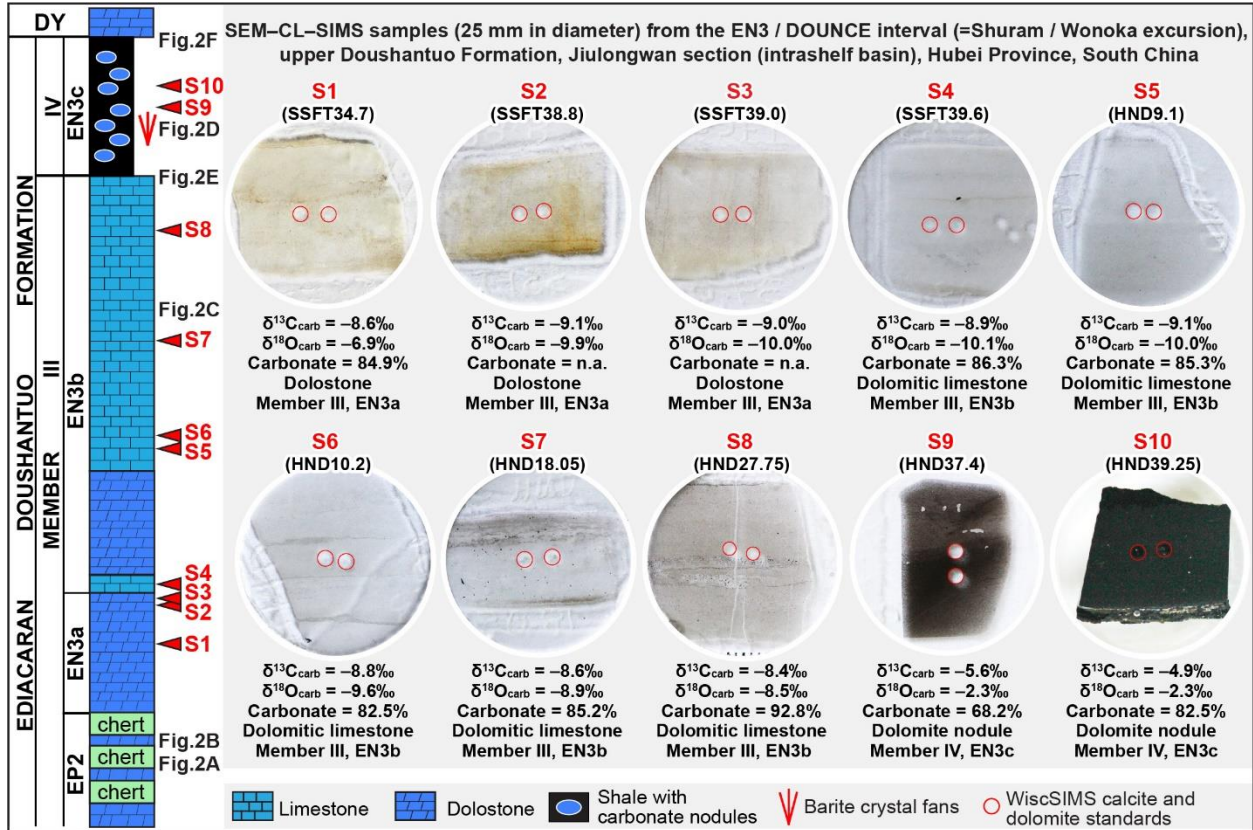 DY
IV
EN3c
FORMATION
DOUSHANTUO
EDIACARAN
MEMBER
III
EN3b
EN3a
EP2
chert
chert
chert
Fig.2F
S10
S9
Fig.2D
Fig.2E
S8
Fig.2C
S7
S6
S5
S4
S3
S2
S1
Fig.2B
Fig.2A
SEM–CL–SIMS samples (25 mm in diameter) from the EN3 / DOUNCE interval (=Shuram / Wonoka excursion),
upper Doushantuo Formation, Jiulongwan section (intrashelf basin), Hubei Province, South China
S1
(SSFT34.7)
δ¹³Ccarb = –8.6‰
δ¹⁸Ocarb = –6.9‰
Carbonate = 84.9%
Dolostone
Member III, EN3a
S2
(SSFT38.8)
δ¹³Ccarb = –9.1‰
δ¹⁸Ocarb = –9.9‰
Carbonate = n.a.
Dolostone
Member III, EN3a
S3
(SSFT39.0)
δ¹³Ccarb = –9.0‰
δ¹⁸Ocarb = –10.0‰
Carbonate = n.a.
Dolostone
Member III, EN3a
S4
(SSFT39.6)
δ¹³Ccarb = –8.9‰
δ¹⁸Ocarb = –10.1‰
Carbonate = 86.3%
Dolomitic limestone
Member III, EN3b
S5
(HND9.1)
δ¹³Ccarb = –9.1‰
δ¹⁸Ocarb = –10.0‰
Carbonate = 85.3%
Dolomitic limestone
Member III, EN3b
S6
(HND10.2)
δ¹³Ccarb = –8.8‰
δ¹⁸Ocarb = –9.6‰
Carbonate = 82.5%
Dolomitic limestone
Member III, EN3b
S7
(HND18.05)
δ¹³Ccarb = –8.6‰
δ¹⁸Ocarb = –8.9‰
Carbonate = 85.2%
Dolomitic limestone
Member III, EN3b
S8
(HND27.75)
δ¹³Ccarb = –8.4‰
δ¹⁸Ocarb = –8.5‰
Carbonate = 92.8%
Dolomitic limestone
Member III, EN3b
S9
(HND37.4)
δ¹³Ccarb = –5.6‰
δ¹⁸Ocarb = –2.3‰
Carbonate = 68.2%
Dolomite nodule
Member IV, EN3c
S10
(HND39.25)
δ¹³Ccarb = –4.9‰
δ¹⁸Ocarb = –2.3‰
Carbonate = 82.5%
Dolomite nodule
Member IV, EN3c
Limestone
Dolostone
Shale with
carbonate nodules
Barite crystal fans
WiscSIMS calcite and
dolomite standards